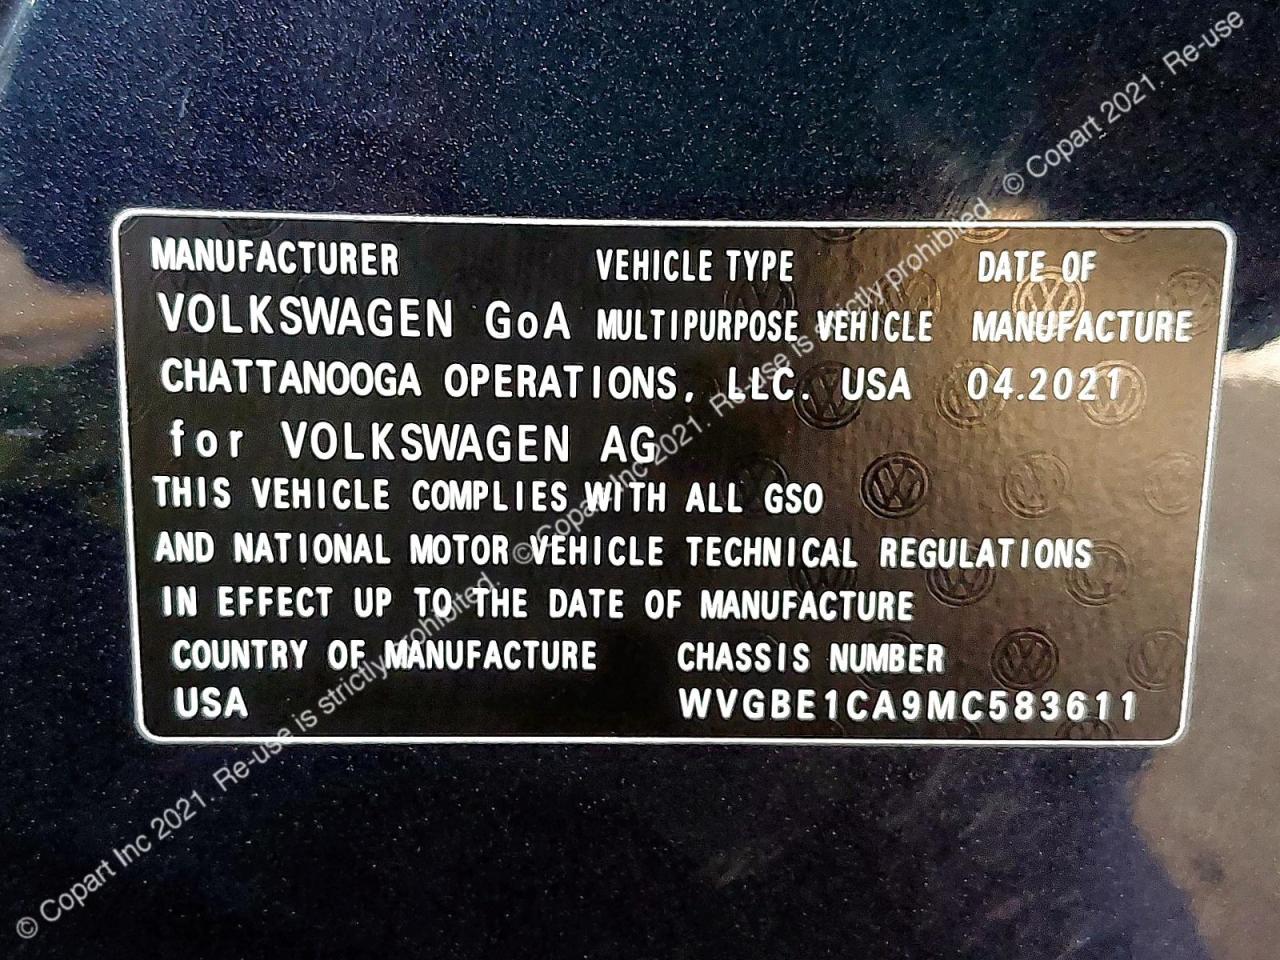 MANUFACTURER VEHICLE TYPE DATE OF
VOLKSWAGEN GoA MULTIPURPOSE VEHICLE MANUFACTURE
CHATTANOOGA OPERATIONS, LLC. USA 04.2021
for VOLKSWAGEN AG
THIS VEHICLE COMPLIES WITH ALL GSO
AND NATIONAL MOTOR VEHICLE TECHNICAL REGULATIONS
IN EFFECT UP TO THE DATE OF MANUFACTURE
COUNTRY OF MANUFACTURE CHASSIS NUMBER
USA WVGBE1CA9MC583611
© Copart Inc 2021. Re-use is strictly prohibited. © Copart Inc 2021. Re-use is strictly prohibited. © Copart 2021. Re-use